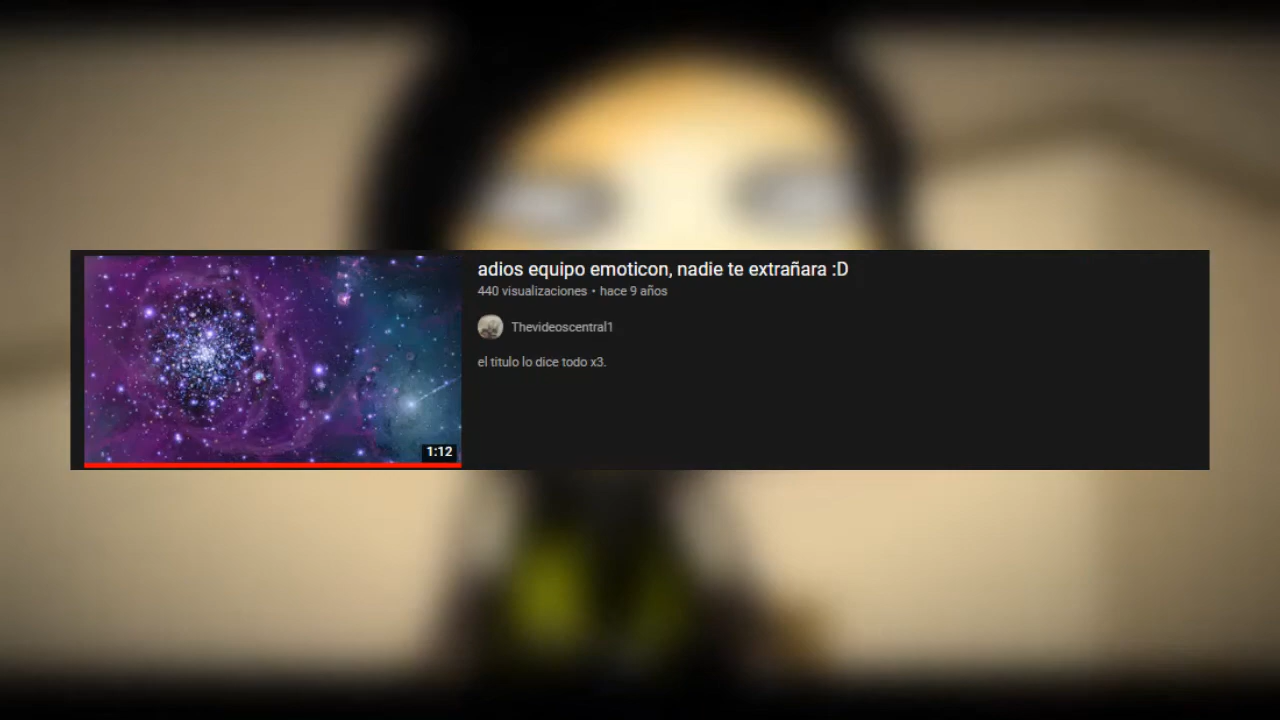 adios equipo emoticon, nadie te extrañara :D
440 visualizaciones • hace 9 años
Thevideoscentral1
el titulo lo dice todo x3.
1:12